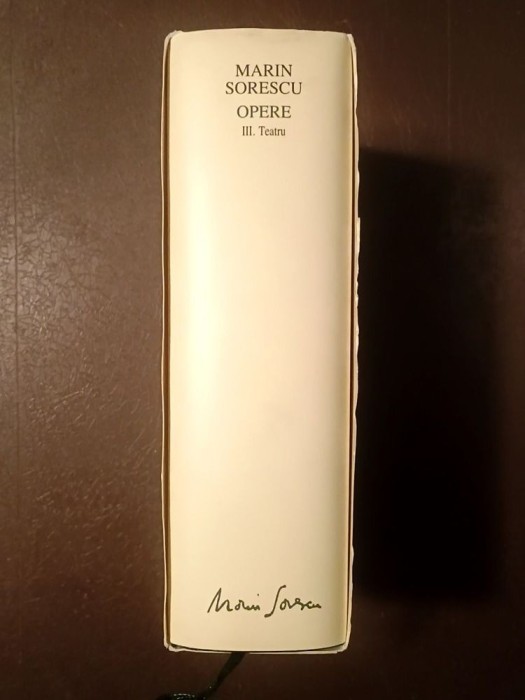 MARIN
SORESCU
OPERE
III. Teatru
Marin Sorescu